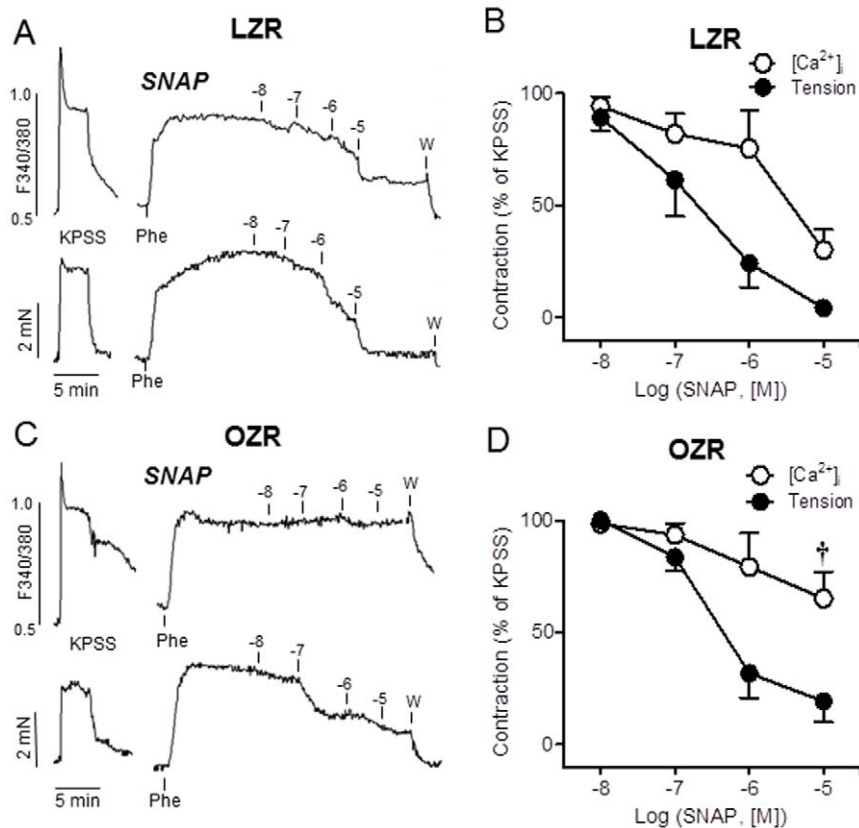 A
LZR
SNAP
-8
-7
-6
-5
W
1.0
F340/380
0.5
KPSS
Phe
-8
-7
-6
-5
W
2 mN
Phe
5 min
B
LZR
[Ca²⁺]i
Tension
100
50
0
Contraction (% of KPSS)
-8 -7 -6 -5
Log (SNAP, [M])
C
OZR
SNAP
-8
-7
-6
-5
W
1.0
F340/380
0.5
KPSS
Phe
-8
-7
-6
-5
W
2 mN
Phe
5 min
D
OZR
[Ca²⁺]i
Tension
†
100
50
0
Contraction (% of KPSS)
-8 -7 -6 -5
Log (SNAP, [M])